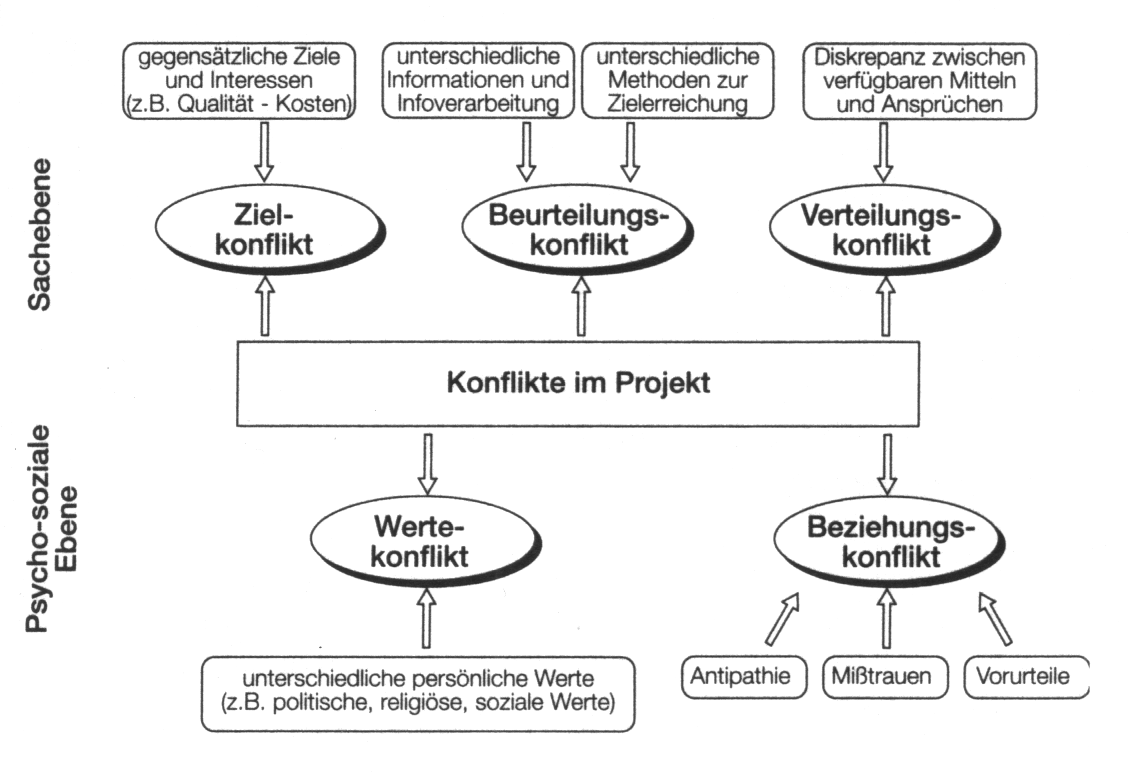 gegensätzliche Ziele
und Interessen
(z.B. Qualität - Kosten)
unterschiedliche
Informationen und
Infoverarbeitung
unterschiedliche
Methoden zur
Zielerreichung
Diskrepanz zwischen
verfügbaren Mitteln
und Ansprüchen
Sachebene
Ziel-
konflikt
Beurteilungs-
konflikt
Verteilungs-
konflikt
Konflikte im Projekt
Psycho-soziale
Ebene
Werte-
konflikt
Beziehungs-
konflikt
unterschiedliche persönliche Werte
(z.B. politische, religiöse, soziale Werte)
Antipathie
Mißtrauen
Vorurteile